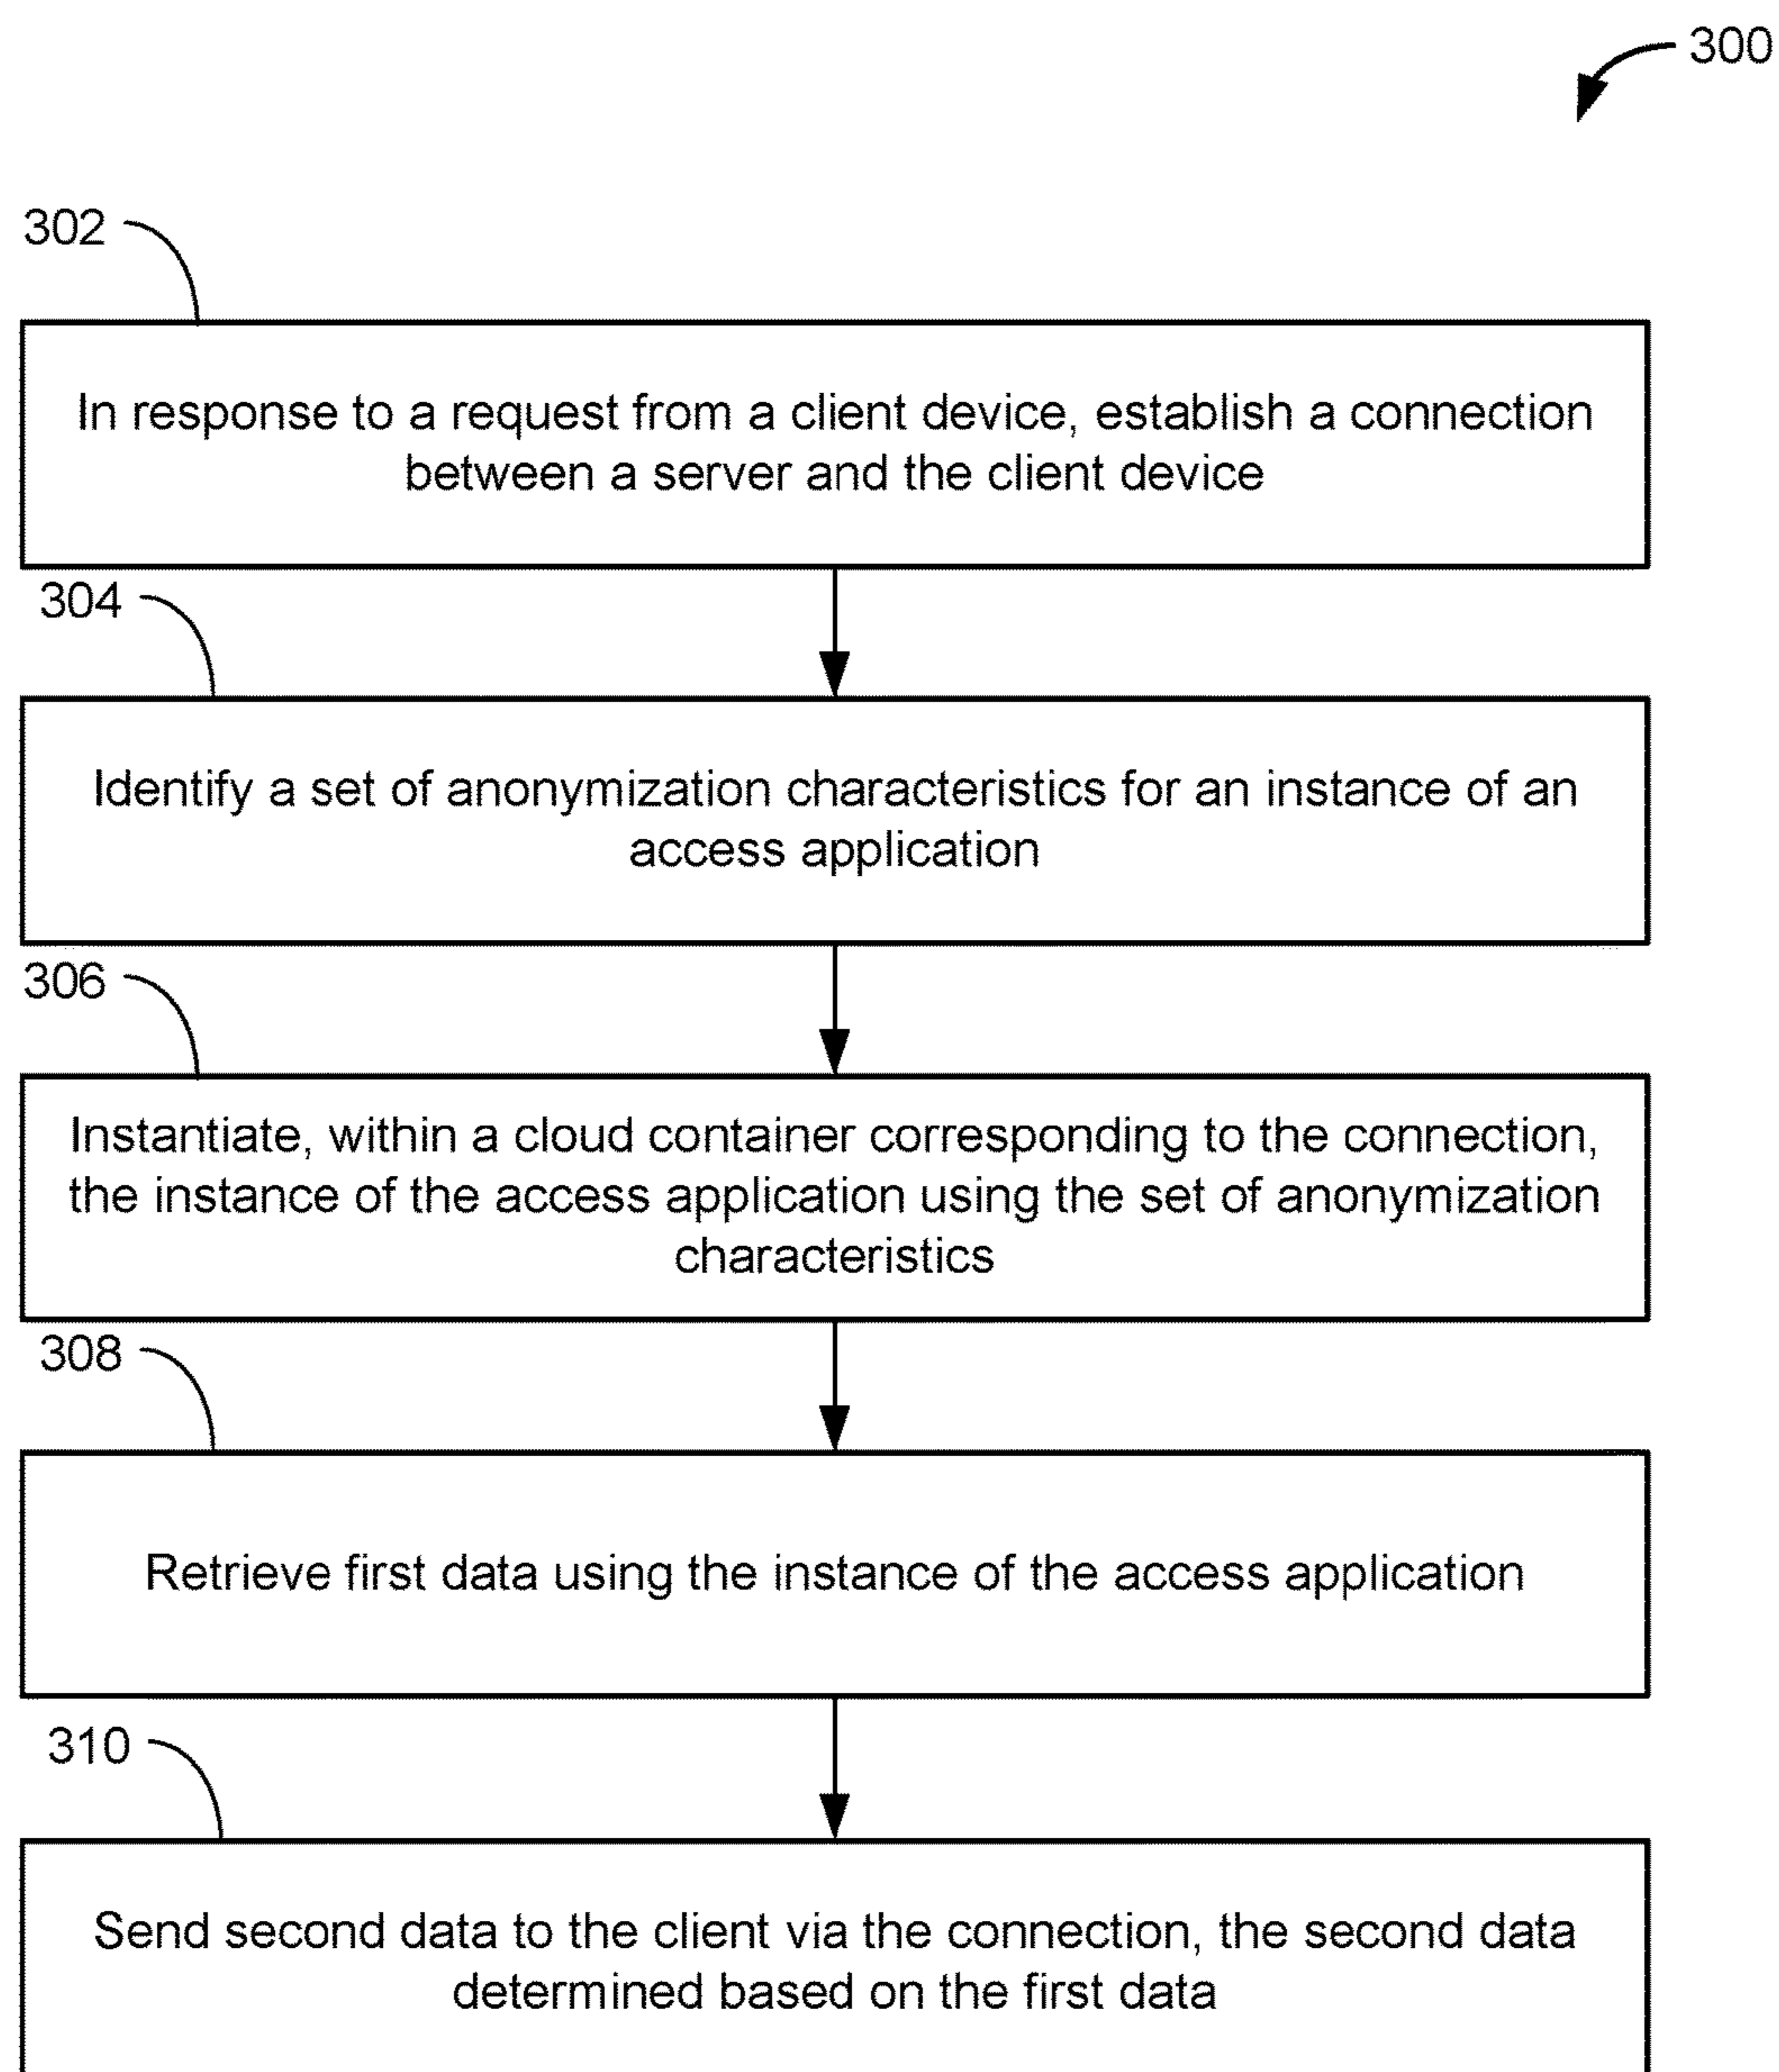 300
302
In response to a request from a client device, establish a connection
between a server and the client device
304
Identify a set of anonymization characteristics for an instance of an
access application
306
Instantiate, within a cloud container corresponding to the connection,
the instance of the access application using the set of anonymization
characteristics
308
Retrieve first data using the instance of the access application
310
Send second data to the client via the connection, the second data
determined based on the first data